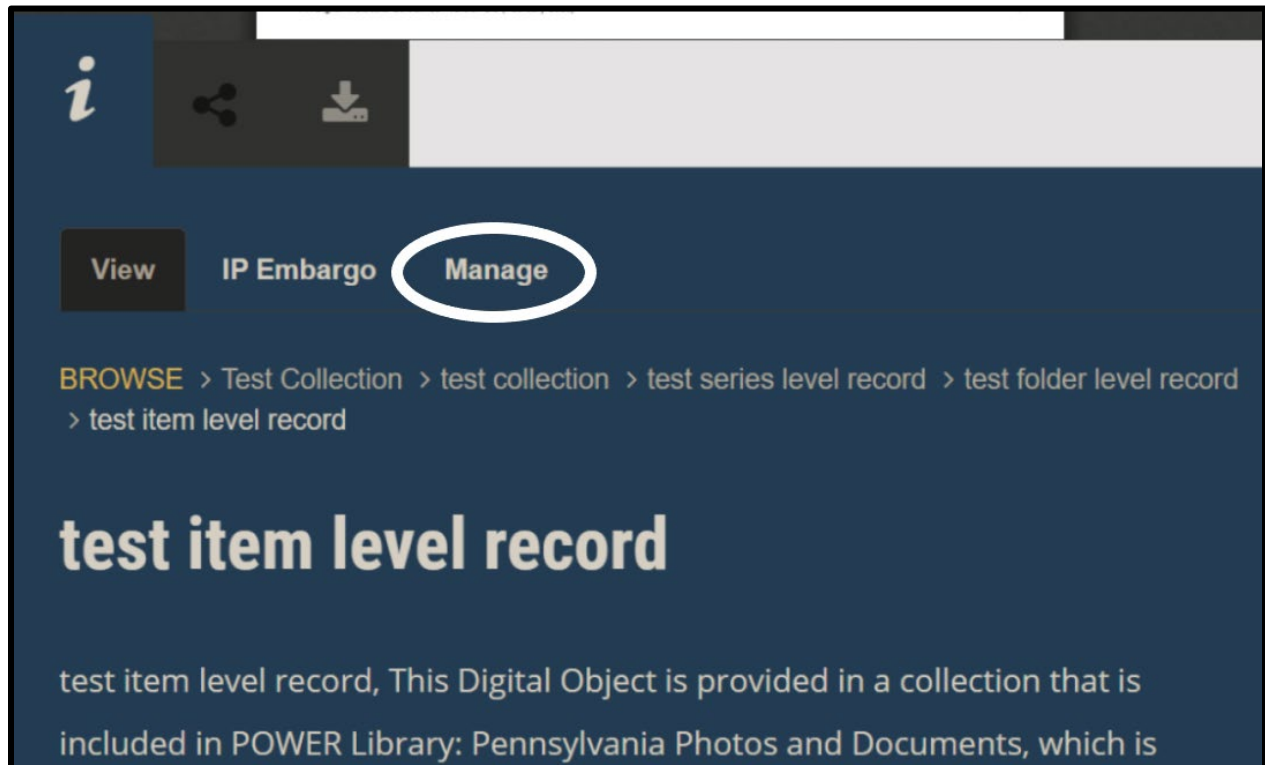 View IP Embargo Manage
BROWSE > Test Collection > test collection > test series level record > test folder level record
> test item level record
test item level record
test item level record, This Digital Object is provided in a collection that is
included in POWER Library: Pennsylvania Photos and Documents, which is